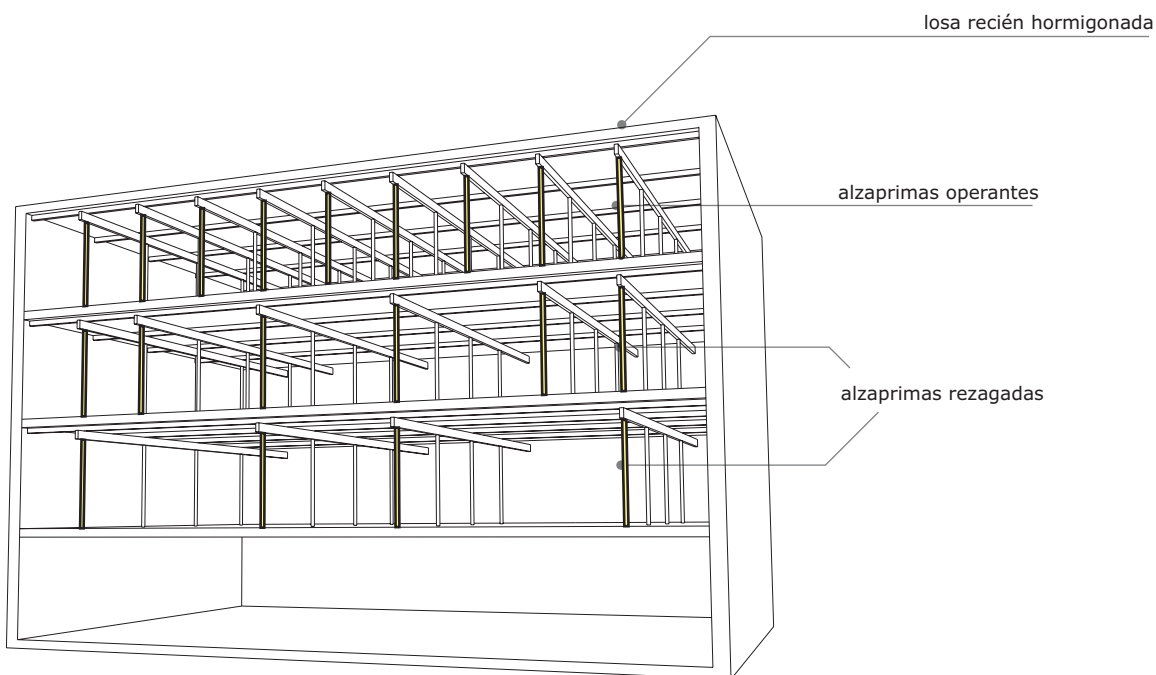 losa recién hormigonada
alzaprimas operantes
alzaprimas rezagadas